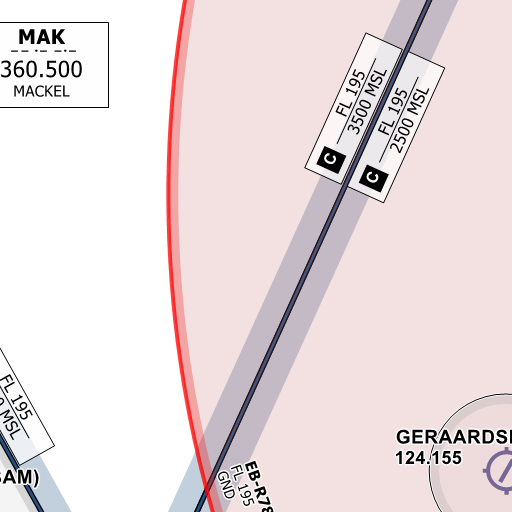 MAK
360.500
MACKEL
FL 195
3500 MSL
C
FL 195
2500 MSL
C
FL 195
MSL
GERAARDS
124.155
EB-R78
FL 195
GND